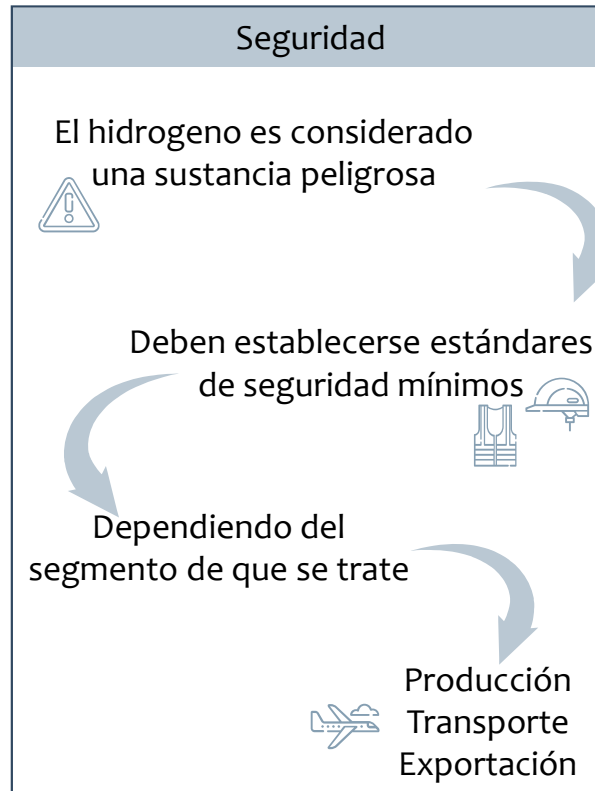 Seguridad
El hidrogeno es considerado
una sustancia peligrosa
Deben establecerse estándares
de seguridad mínimos
Dependiendo del
segmento de que se trate
Producción
Transporte
Exportación